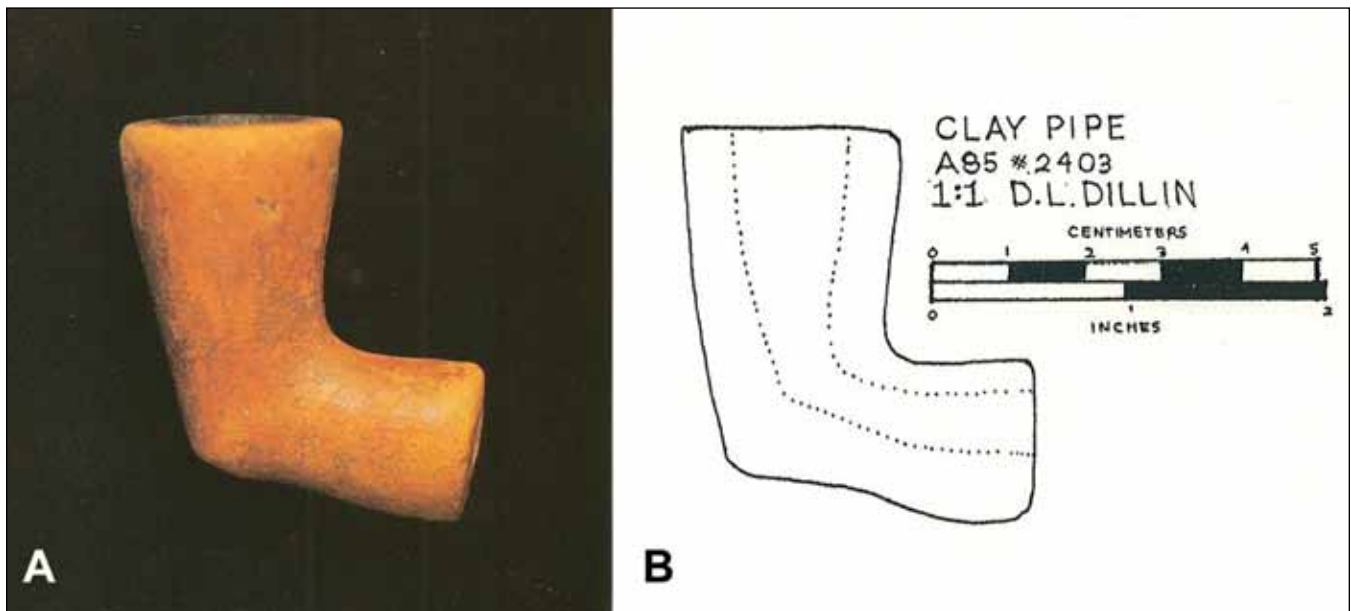 CLAY PIPE
A85 #2403
1:1 D.L.DILLIN
CENTIMETERS
0 1 2 3 4 5
0 1 2
INCHES
A
B